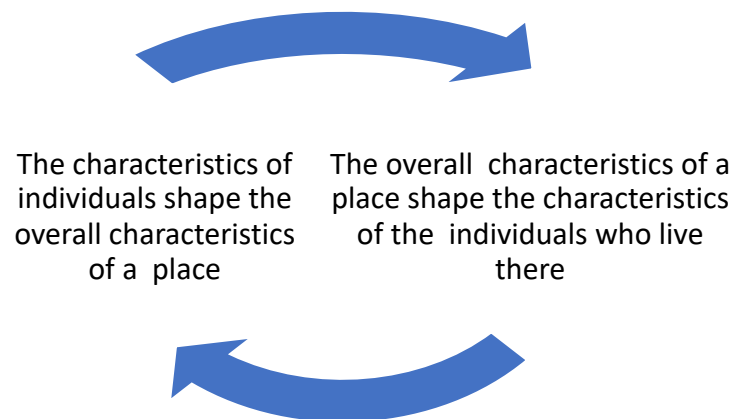 The characteristics of
individuals shape the
overall characteristics
of a place
The overall characteristics of a
place shape the characteristics
of the individuals who live
there